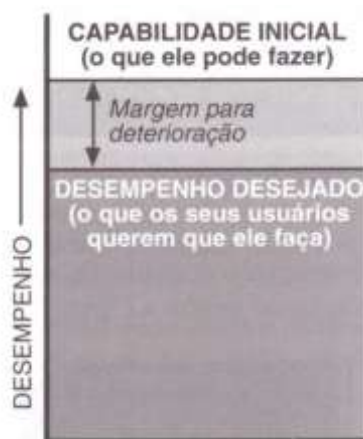 CAPABILIDADE INICIAL
(o que ele pode fazer)
Margem para
deterioração
DESEMPENHO DESEJADO
(o que os seus usuários
querem que ele faça)
DESEMPENHO